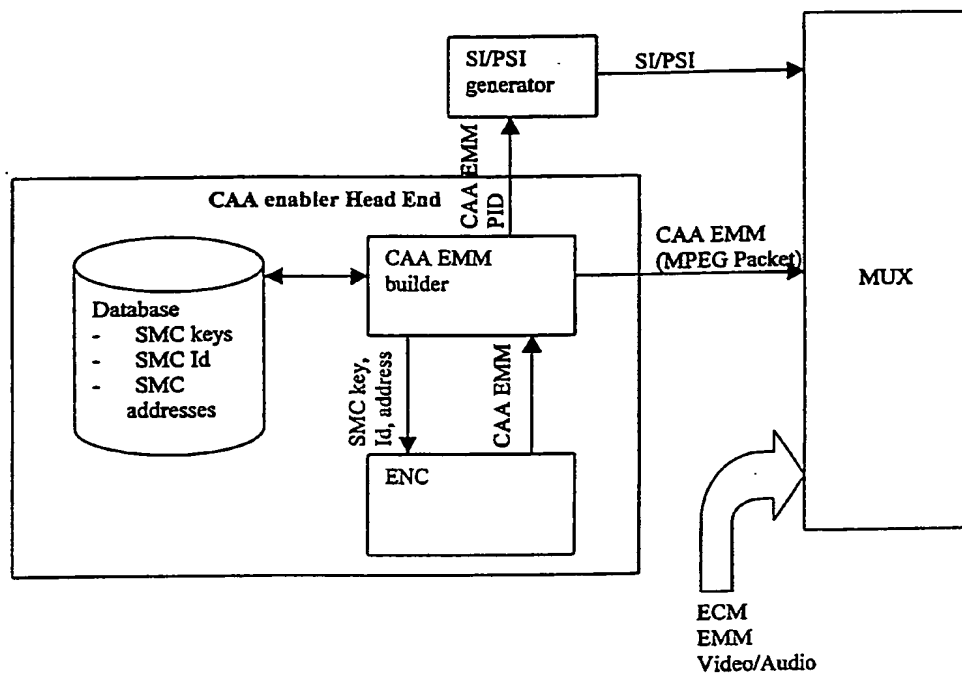 SI/PSI
generator
SI/PSI
CAA EMM
PID
CAA enabler Head End
CAA EMM
builder
CAA EMM
(MPEG Packet)
MUX
Database
- SMC keys
- SMC Id
- SMC
addresses
SMC key,
Id, address
CAA EMM
ENC
ECM
EMM
Video/Audio